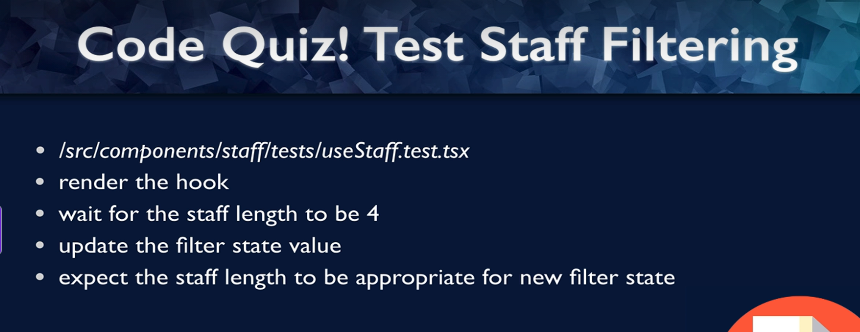 Code Quiz! Test Staff Filtering
• /src/components/staff/tests/useStaff.test.tsx
• render the hook
• wait for the staff length to be 4
• update the filter state value
• expect the staff length to be appropriate for new filter state